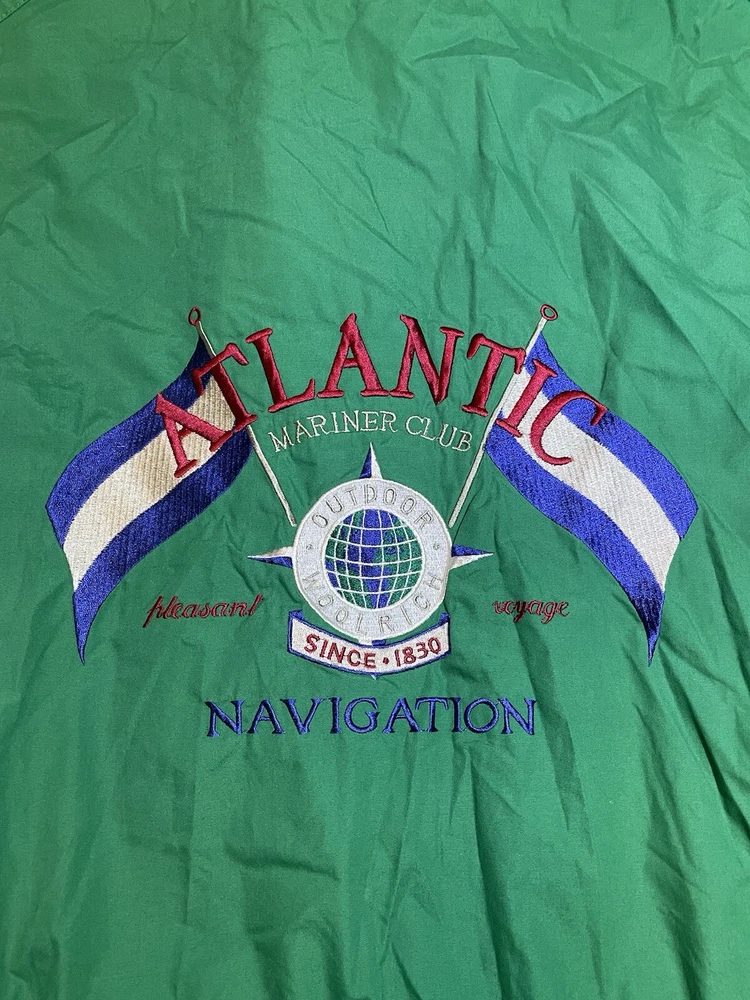 ATLANTIC
MARINER CLUB
OUTDOOR
WOOLRICH
pleasant voyage
SINCE • 1830
NAVIGATION